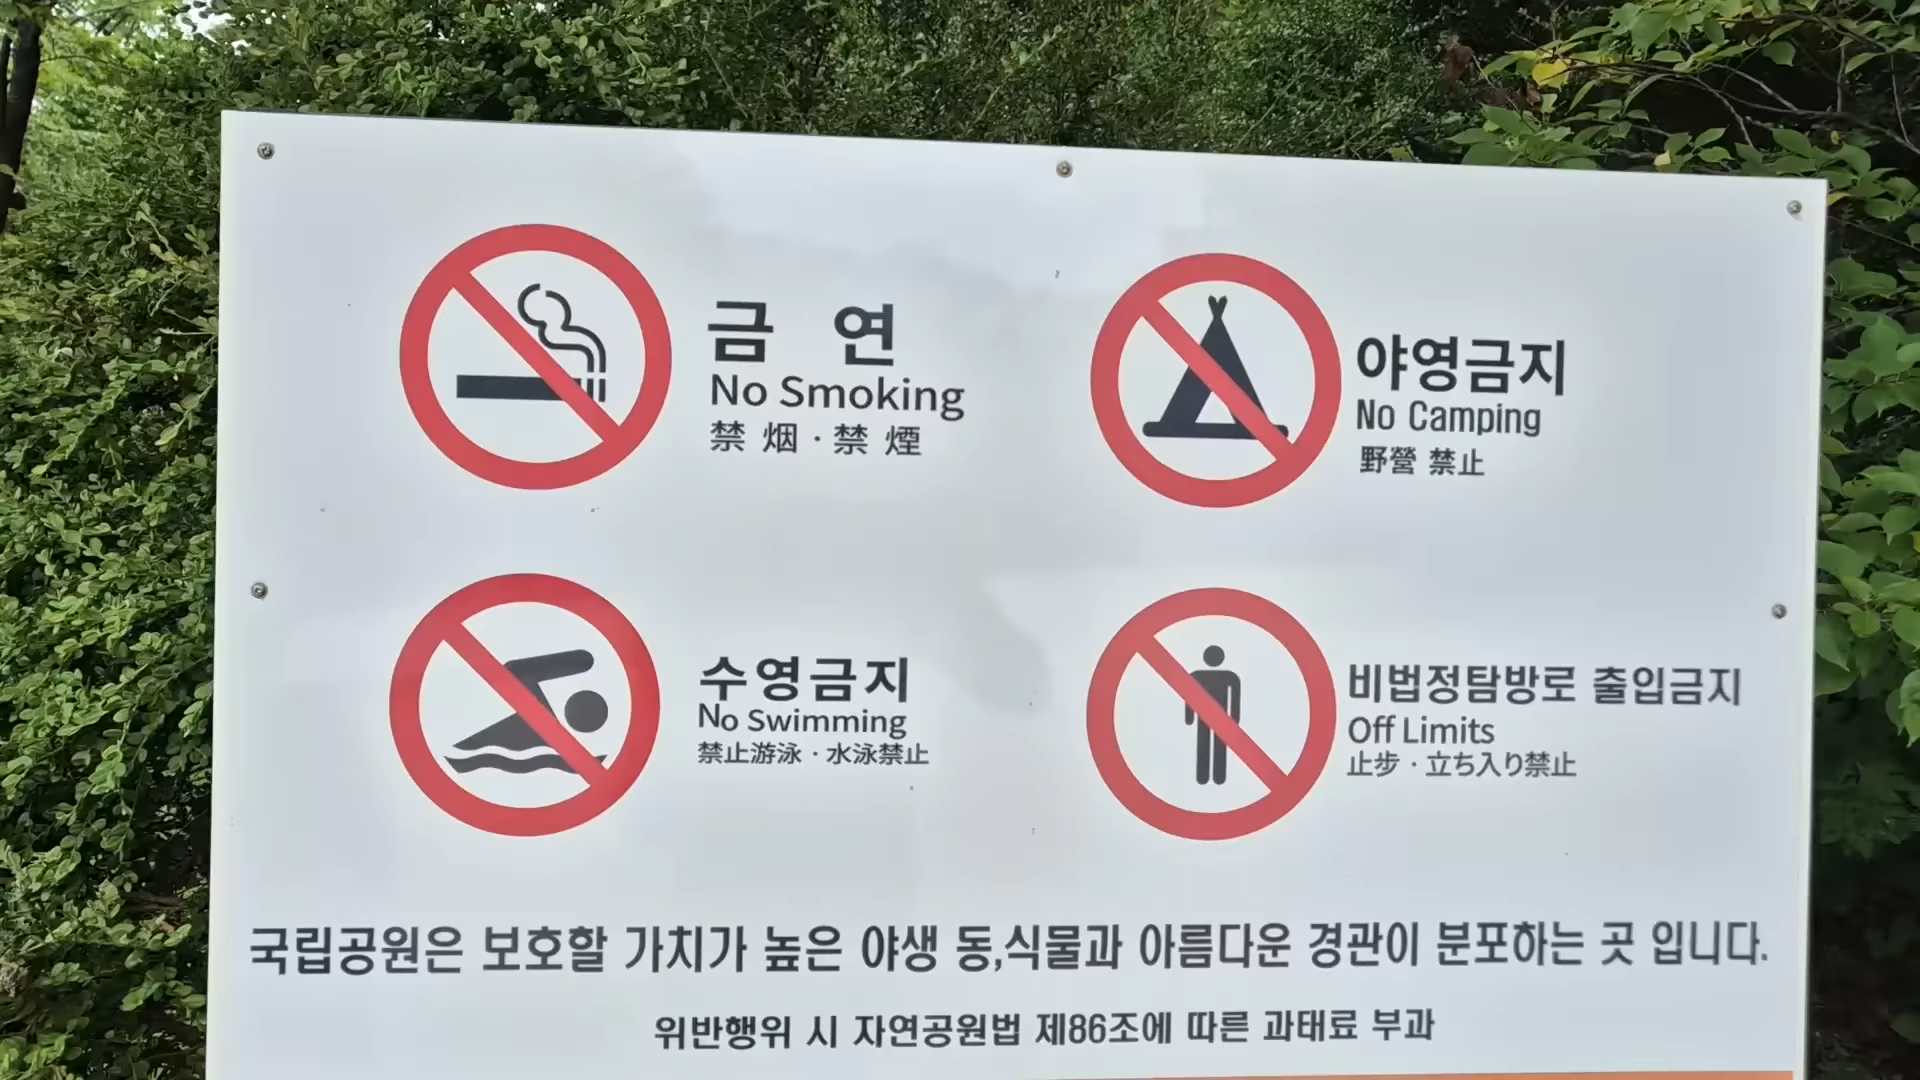 금 연
No Smoking
禁 烟 · 禁 煙
야영금지
No Camping
野營 禁止
수영금지
No Swimming
禁止游泳 · 水泳禁止
비법정탐방로 출입금지
Off Limits
止步 · 立ち入り禁止
국립공원은 보호할 가치가 높은 야생 동,식물과 아름다운 경관이 분포하는 곳 입니다.
위반행위 시 자연공원법 제86조에 따른 과태료 부과